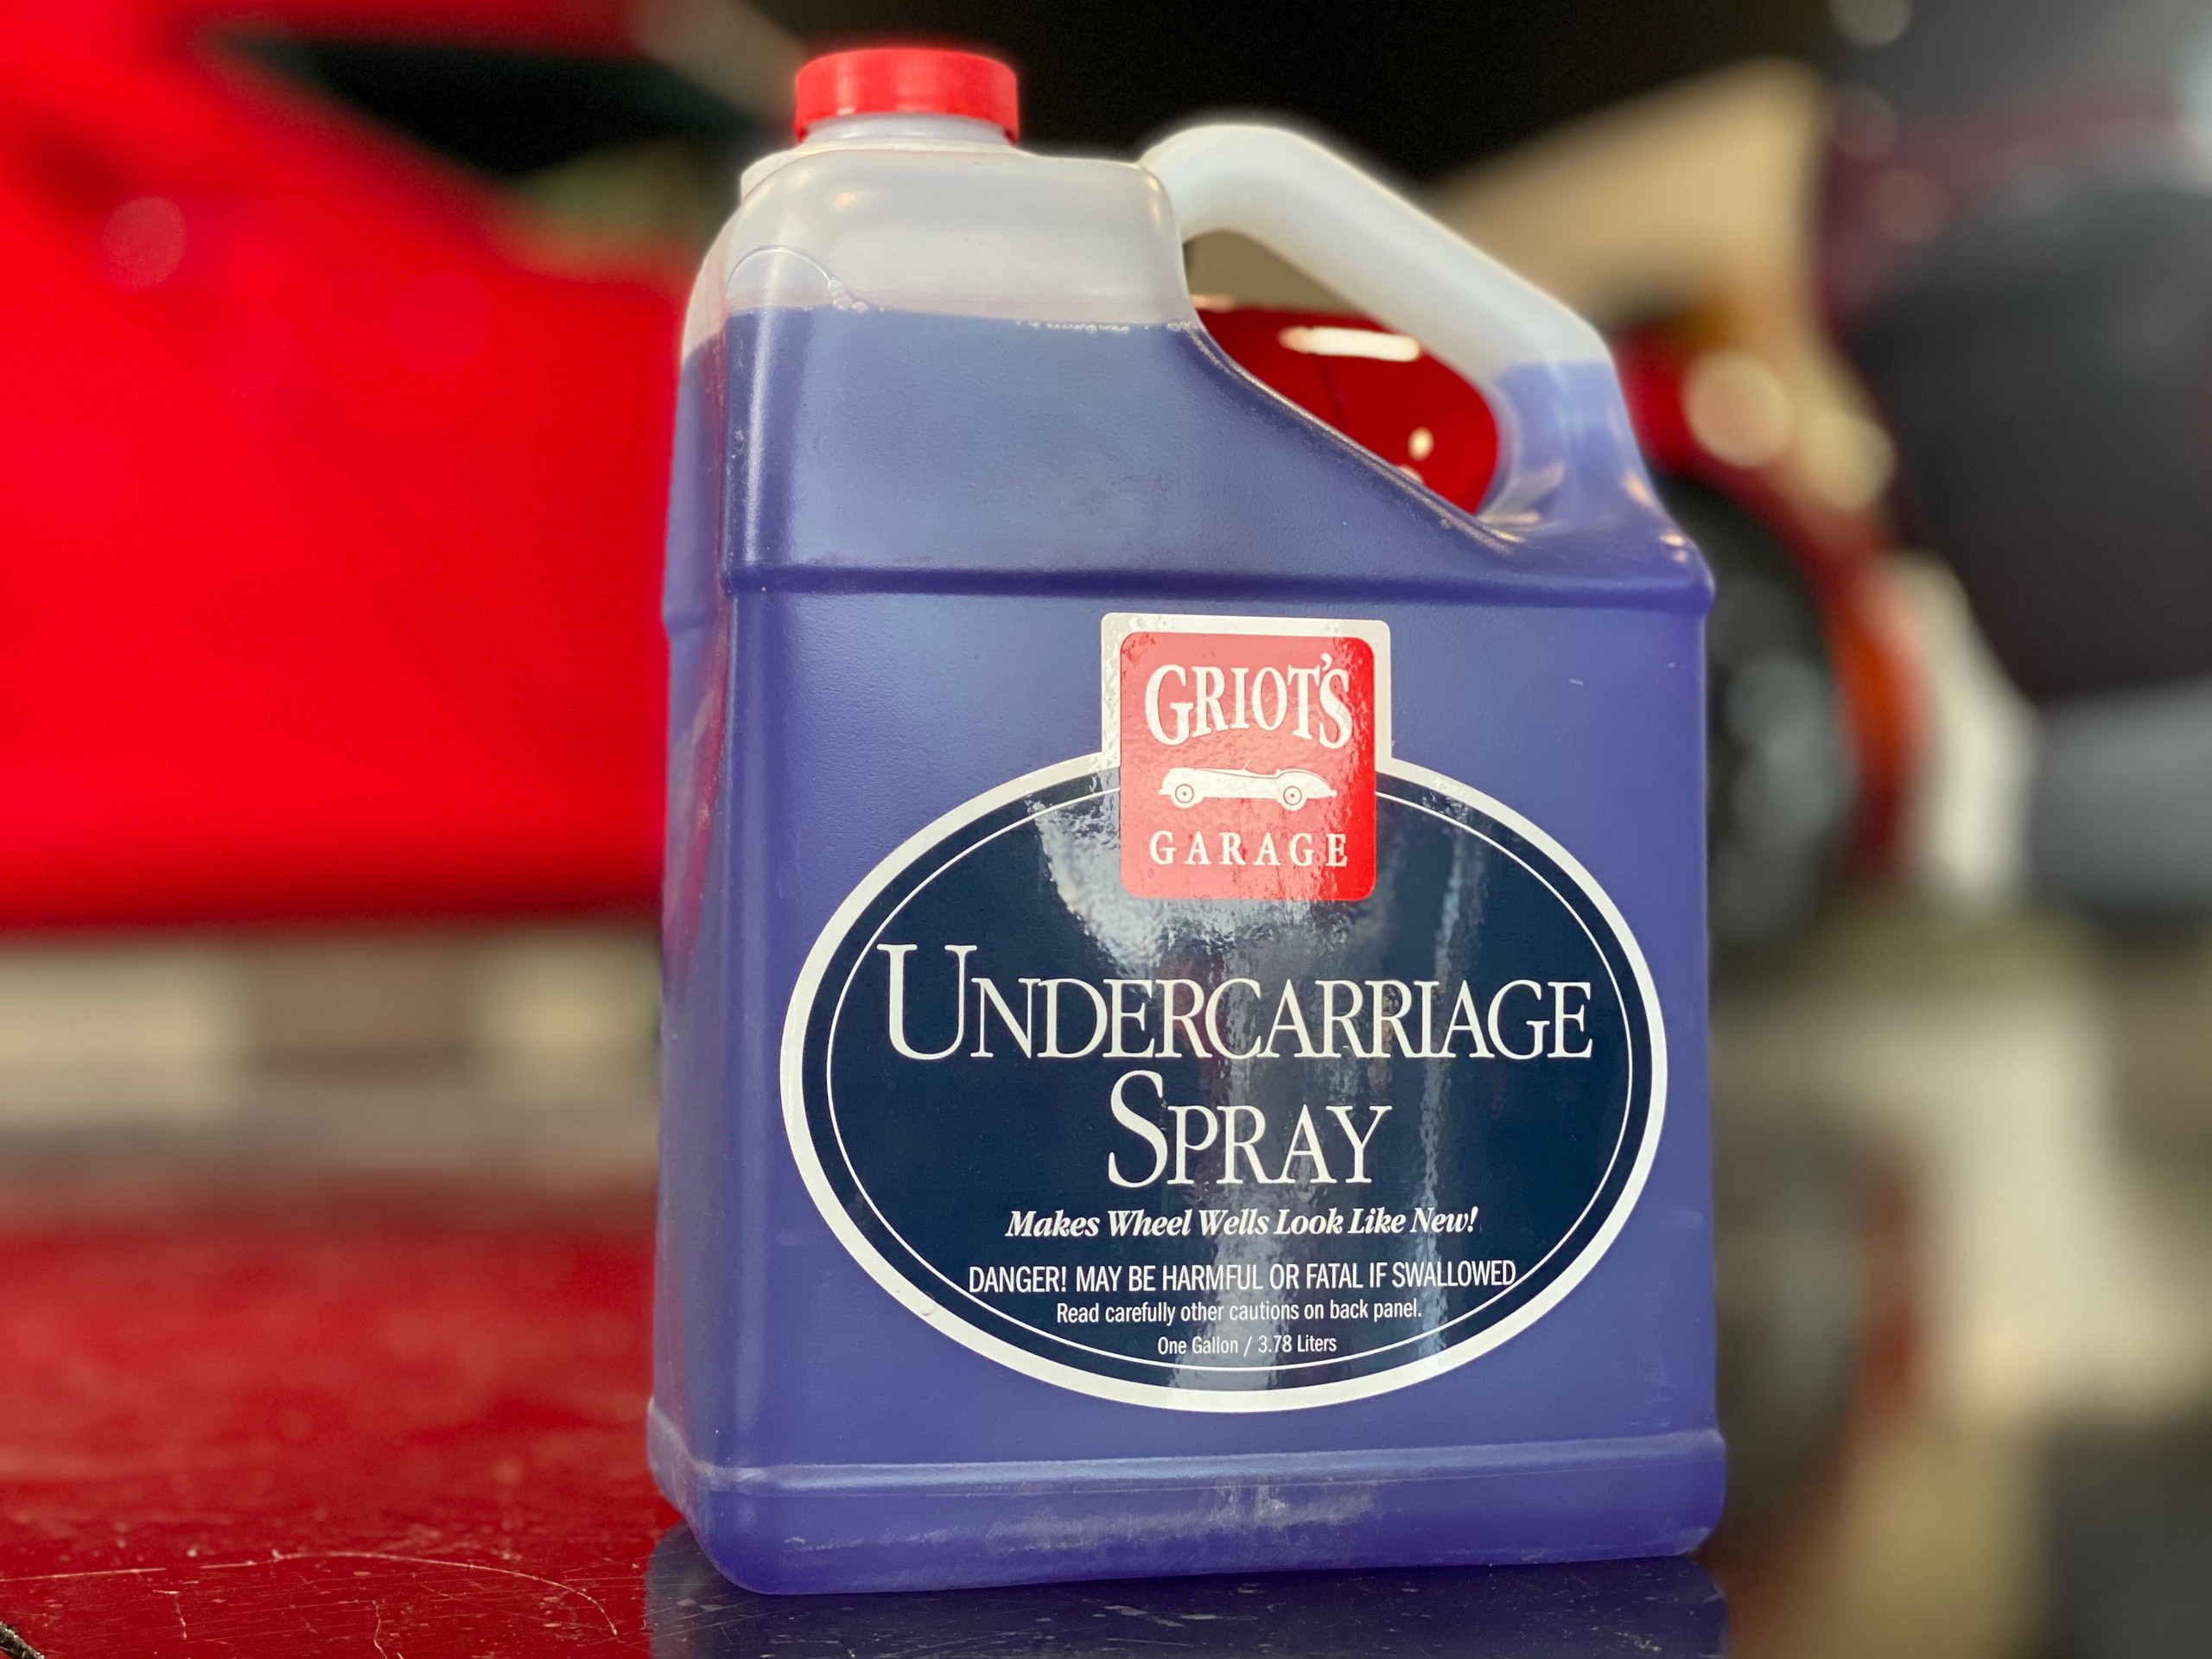 GRIOT'S
GARAGE
UNDERCARRIAGE
SPRAY
Makes Wheel Wells Look Like New!
DANGER! MAY BE HARMFUL OR FATAL IF SWALLOWED.
Read carefully other cautions on back panel.
One Gallon / 3.78 Liters